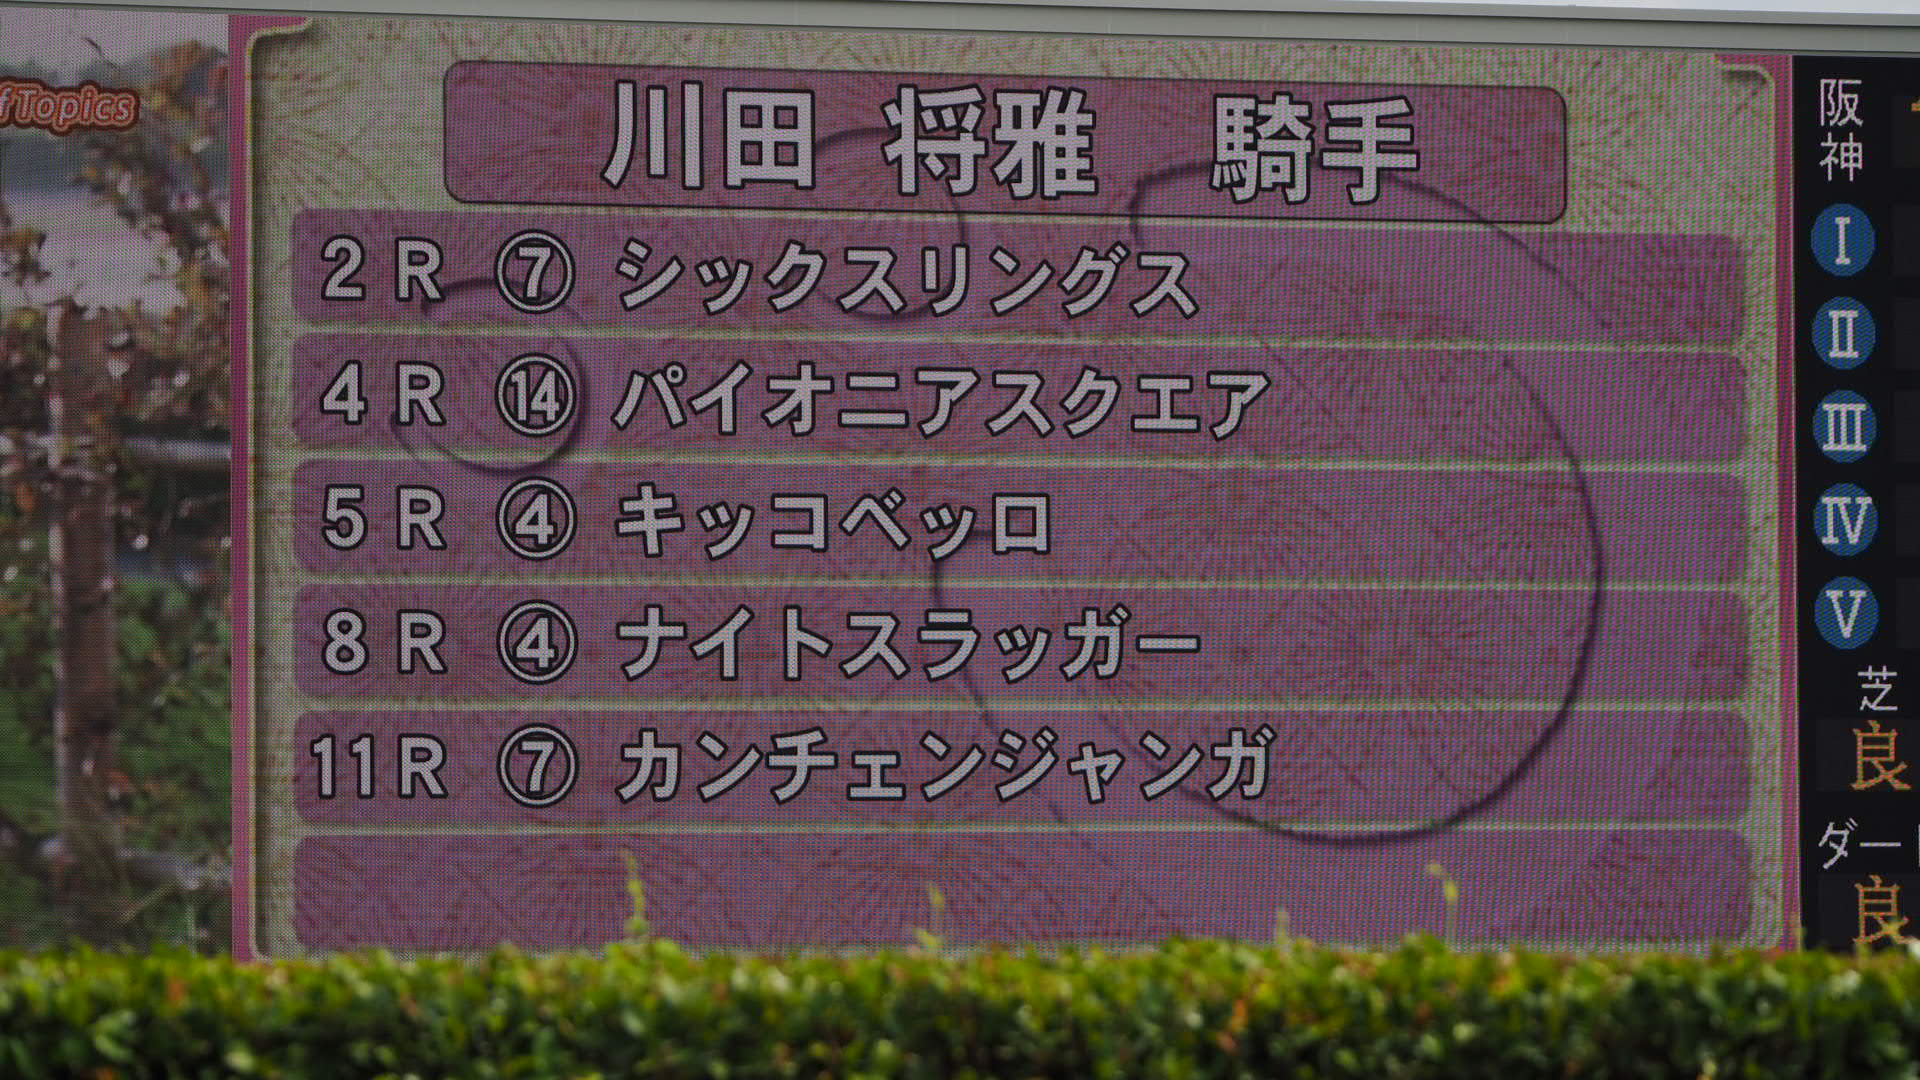 fTopics
川田 将雅 騎手
2R ⑦ シックスリングス
4R ⑭ パイオニアスクエア
5R ④ キッコベッロ
8R ④ ナイトスラッガー
11R ⑦ カンチェンジャンガ
阪神
Ⅰ
Ⅱ
Ⅲ
Ⅳ
Ⅴ
芝
良
ダー
良